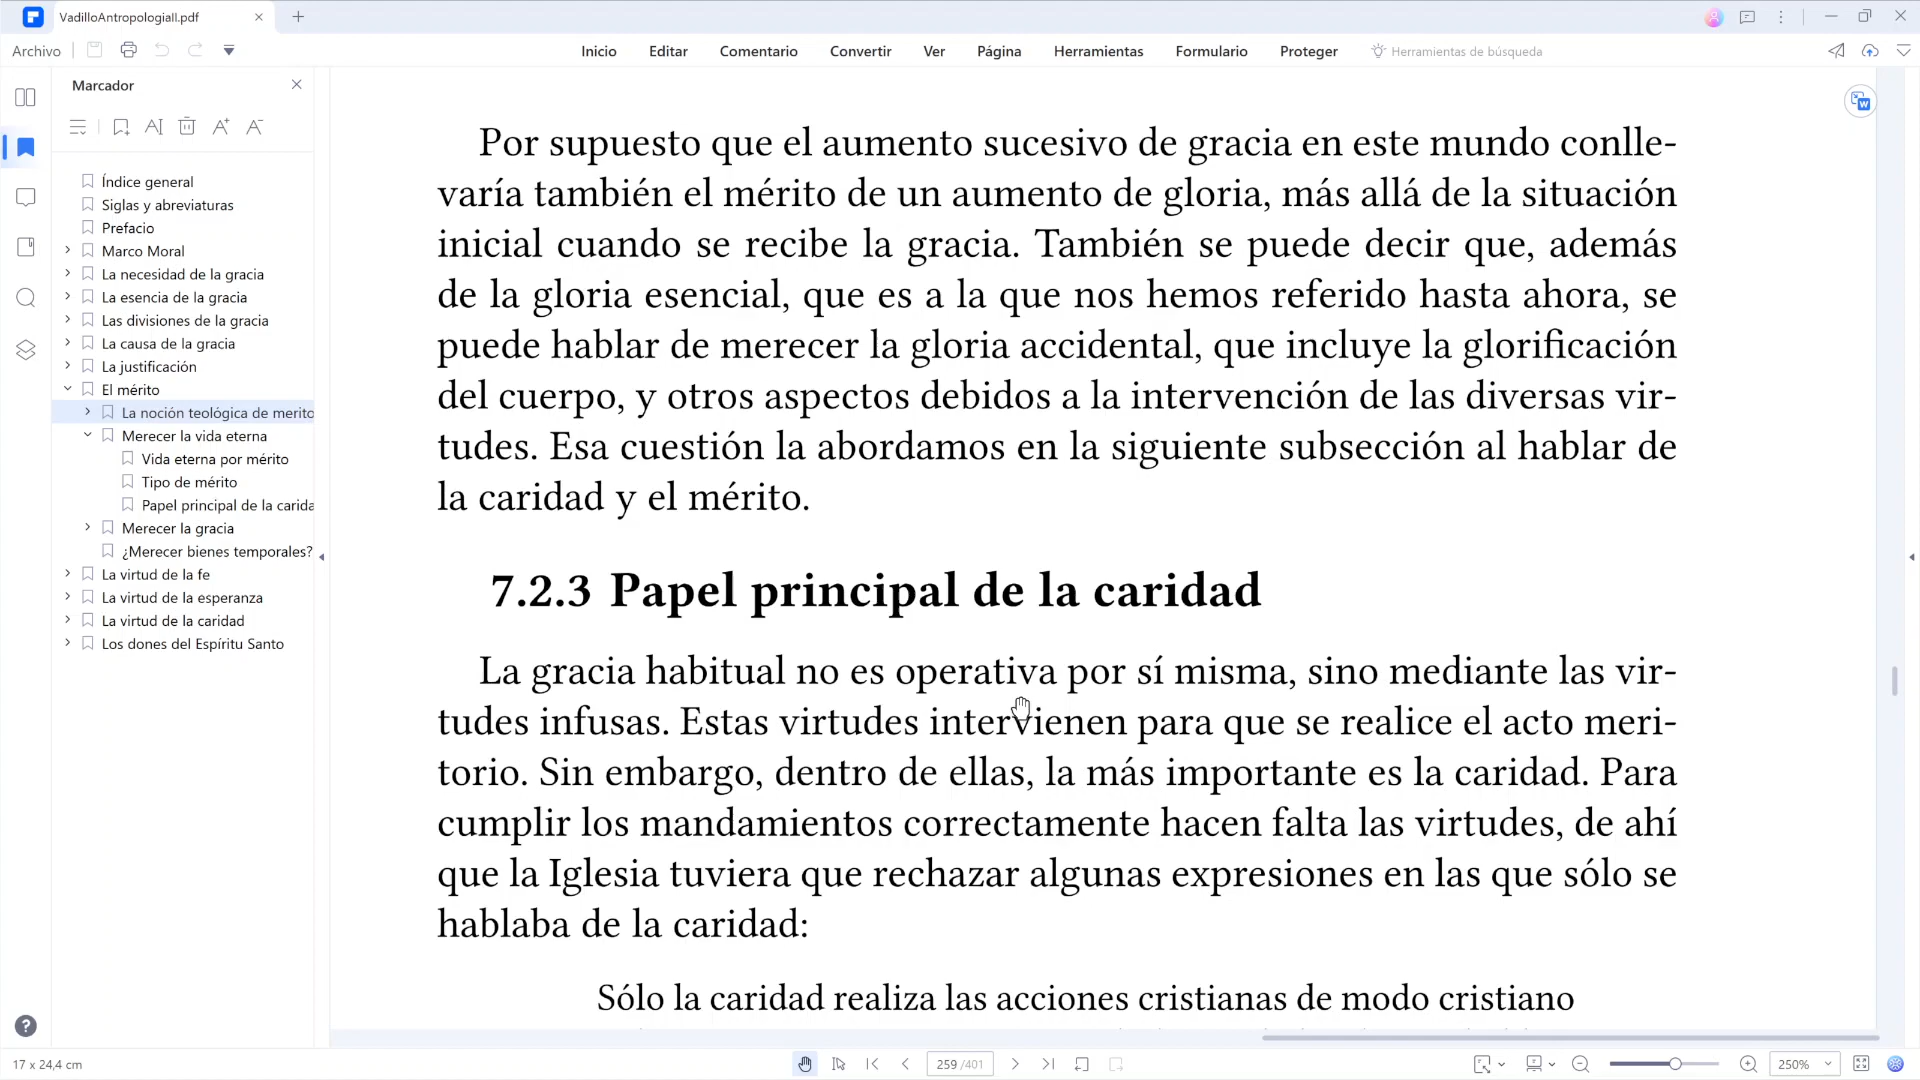 VadilloAntropologiaII.pdf
Archivo
Inicio
Editar
Comentario
Convertir
Ver
Página
Herramientas
Formulario
Proteger
Herramientas de búsqueda
Marcador
Índice general
Siglas y abreviaturas
Prefacio
Marco Moral
La necesidad de la gracia
La esencia de la gracia
Las divisiones de la gracia
La causa de la gracia
La justificación
El mérito
La noción teológica de merito
Merecer la vida eterna
Vida eterna por mérito
Tipo de mérito
Papel principal de la carida
Merecer la gracia
¿Merecer bienes temporales?
La virtud de la fe
La virtud de la esperanza
La virtud de la caridad
Los dones del Espíritu Santo
Por supuesto que el aumento sucesivo de gracia en este mundo conlle-
varía también el mérito de un aumento de gloria, más allá de la situación
inicial cuando se recibe la gracia. También se puede decir que, además
de la gloria esencial, que es a la que nos hemos referido hasta ahora, se
puede hablar de merecer la gloria accidental, que incluye la glorificación
del cuerpo, y otros aspectos debidos a la intervención de las diversas vir-
tudes. Esa cuestión la abordamos en la siguiente subsección al hablar de
la caridad y el mérito.
7.2.3 Papel principal de la caridad
La gracia habitual no es operativa por sí misma, sino mediante las vir-
tudes infusas. Estas virtudes intervienen para que se realice el acto meri-
torio. Sin embargo, dentro de ellas, la más importante es la caridad. Para
cumplir los mandamientos correctamente hacen falta las virtudes, de ahí
que la Iglesia tuviera que rechazar algunas expresiones en las que sólo se
hablaba de la caridad:
Sólo la caridad realiza las acciones cristianas de modo cristiano
17 x 24,4 cm
259 /401
250%